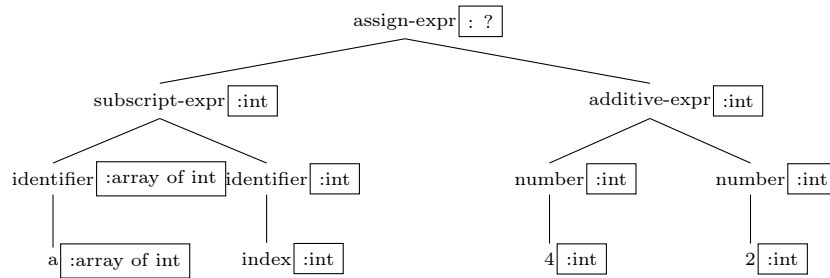 assign-expr : ?
subscript-expr :int additive-expr :int
identifier :array of int identifier :int number :int number :int
a :array of int index :int 4 :int 2 :int